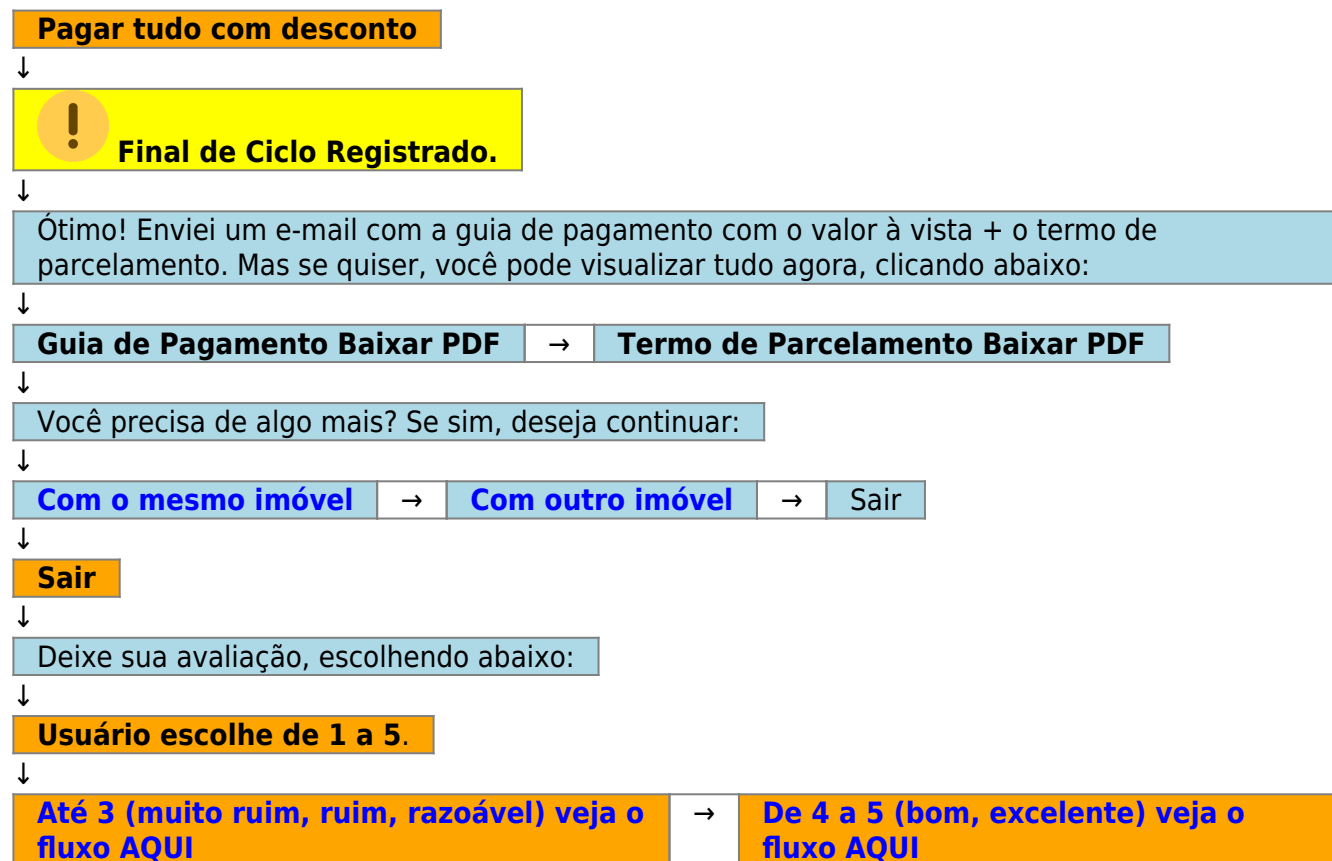 Pagar tudo com desconto
↓
Final de Ciclo Registrado.
↓
Ótimo! Enviei um e-mail com a guia de pagamento com o valor à vista + o termo de
parcelamento. Mas se quiser, você pode visualizar tudo agora, clicando abaixo:
↓
Guia de Pagamento Baixar PDF → Termo de Parcelamento Baixar PDF
↓
Você precisa de algo mais? Se sim, deseja continuar:
↓
Com o mesmo imóvel → Com outro imóvel → Sair
↓
Sair
↓
Deixe sua avaliação, escolhendo abaixo:
↓
Usuário escolhe de 1 a 5.
↓
Até 3 (muito ruim, ruim, razoável) veja o
fluxo AQUI
→
De 4 a 5 (bom, excelente) veja o
fluxo AQUI